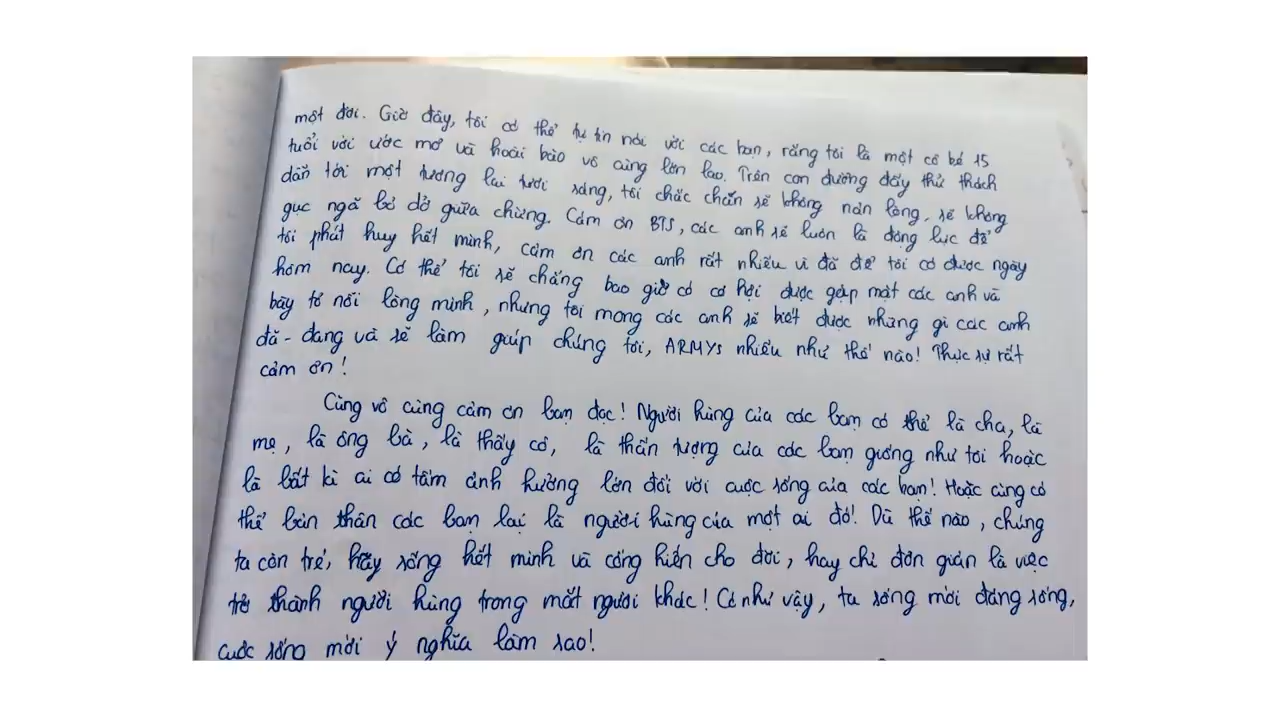 một đời. Giờ đây, tôi có thể tự tin nói với các bạn, rằng tôi là một cô bé 15
tuổi với ước mơ và hoài bão vô cùng lớn lao. Trên con đường đầy thử thách
dẫn tới một tương lai tươi sáng, tôi chắc chắn sẽ không nản lòng, sẽ không
gục ngã bỏ dở giữa chừng. Cảm ơn BTS, các anh sẽ luôn là động lực để
tôi phát huy hết mình, cảm ơn các anh rất nhiều vì đã để tôi có được ngày
hôm nay. Có thể tôi sẽ chẳng bao giờ có cơ hội được gặp mặt các anh và
bày tỏ nỗi lòng mình, nhưng tôi mong các anh sẽ biết được những gì các anh
đã - đang và sẽ làm giúp chúng tôi, ARMYs nhiều như thế nào! Thực sự rất
cảm ơn!
Cũng vô cùng cảm ơn bạn đọc! Người hùng của các bạn có thể là cha, là
mẹ, là ông bà, là thầy cô, là thần tượng của các bạn giống như tôi hoặc
là bất kì ai có tầm ảnh hưởng lớn đối với cuộc sống của các bạn! Hoặc cũng có
thể bản thân các bạn lại là người hùng của một ai đó! Dù thế nào, chúng
ta còn trẻ, hãy sống hết mình và cống hiến cho đời, hay chỉ đơn giản là việc
trở thành người hùng trong mắt người khác! Có như vậy, ta sống mới đáng sống,
cuộc sống mới ý nghĩa làm sao!